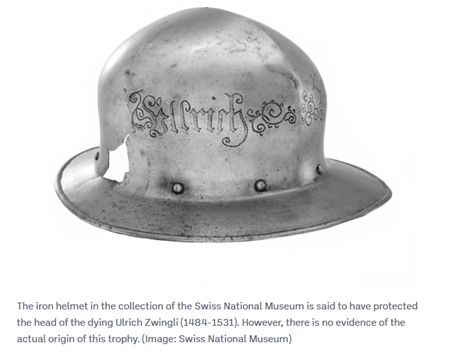 Vllrich
The iron helmet in the collection of the Swiss National Museum is said to have protected
the head of the dying Ulrich Zwingli (1484-1531). However, there is no evidence of the
actual origin of this trophy. (Image: Swiss National Museum)